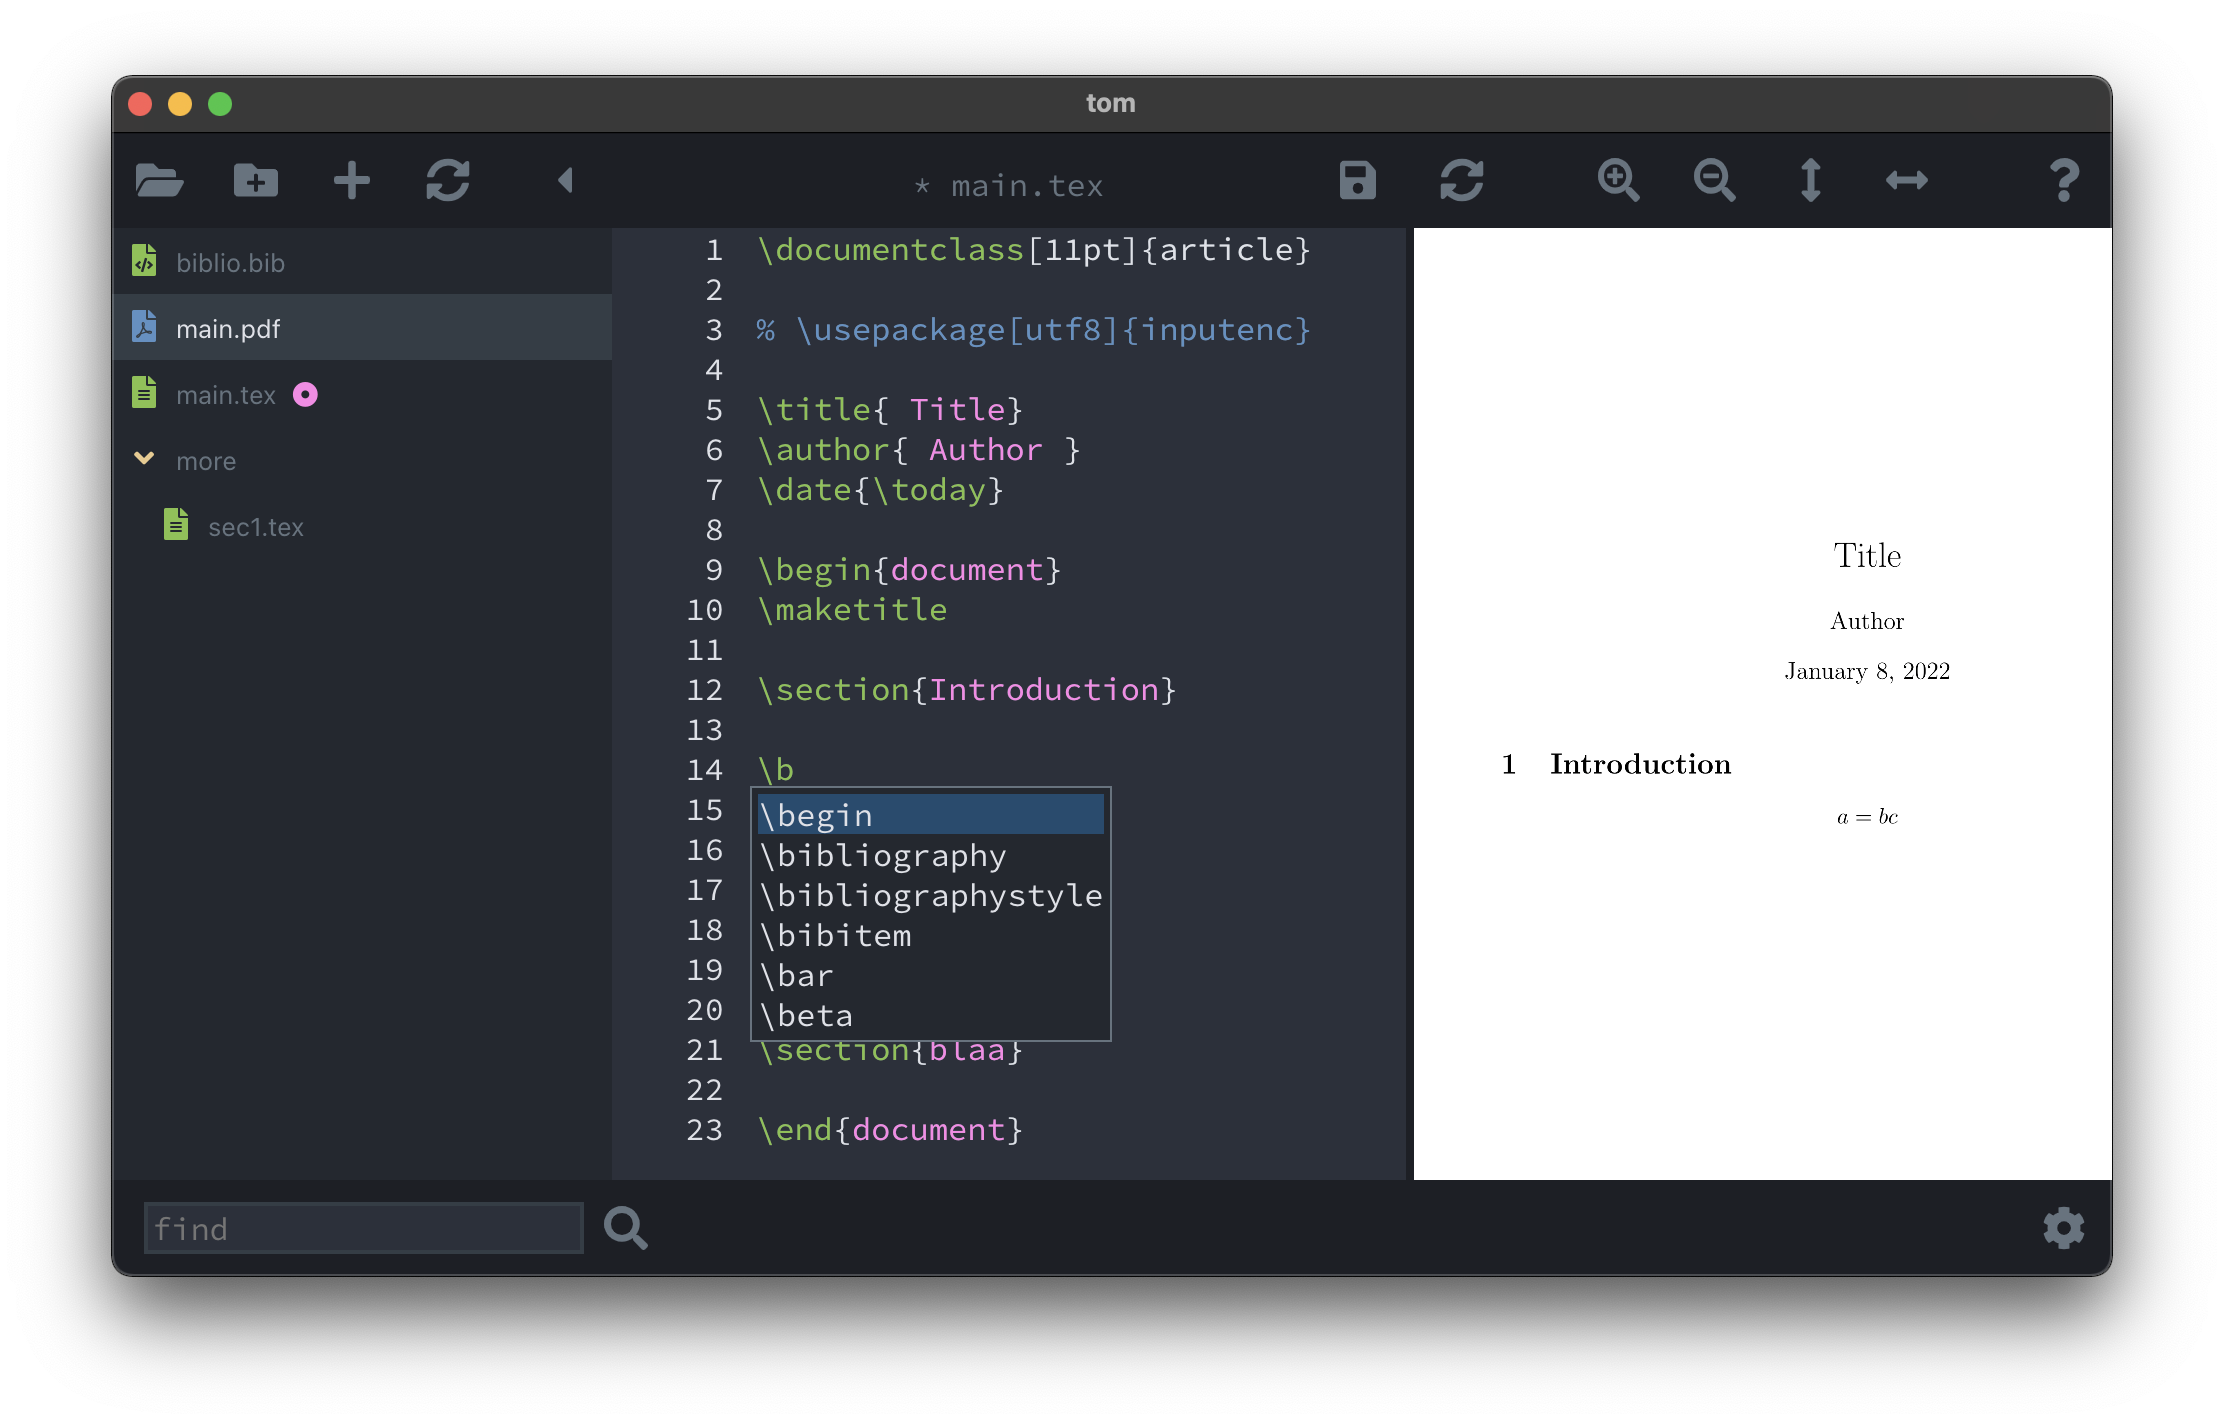 tom
* main.tex
biblio.bib
main.pdf
main.tex
more
sec1.tex
1 \documentclass[11pt]{article}
2
3 % \usepackage[utf8]{inputenc}
4
5 \title{ Title}
6 \author{ Author }
7 \date{\today}
8
9 \begin{document}
10 \maketitle
11
12 \section{Introduction}
13
14 \b
15
16
17
18
19
20
21 \section{blaa}
22
23 \end{document}
\begin
\bibliography
\bibliographystyle
\bibitem
\bar
\beta
Title
Author
January 8, 2022
1 Introduction
a = bc
find